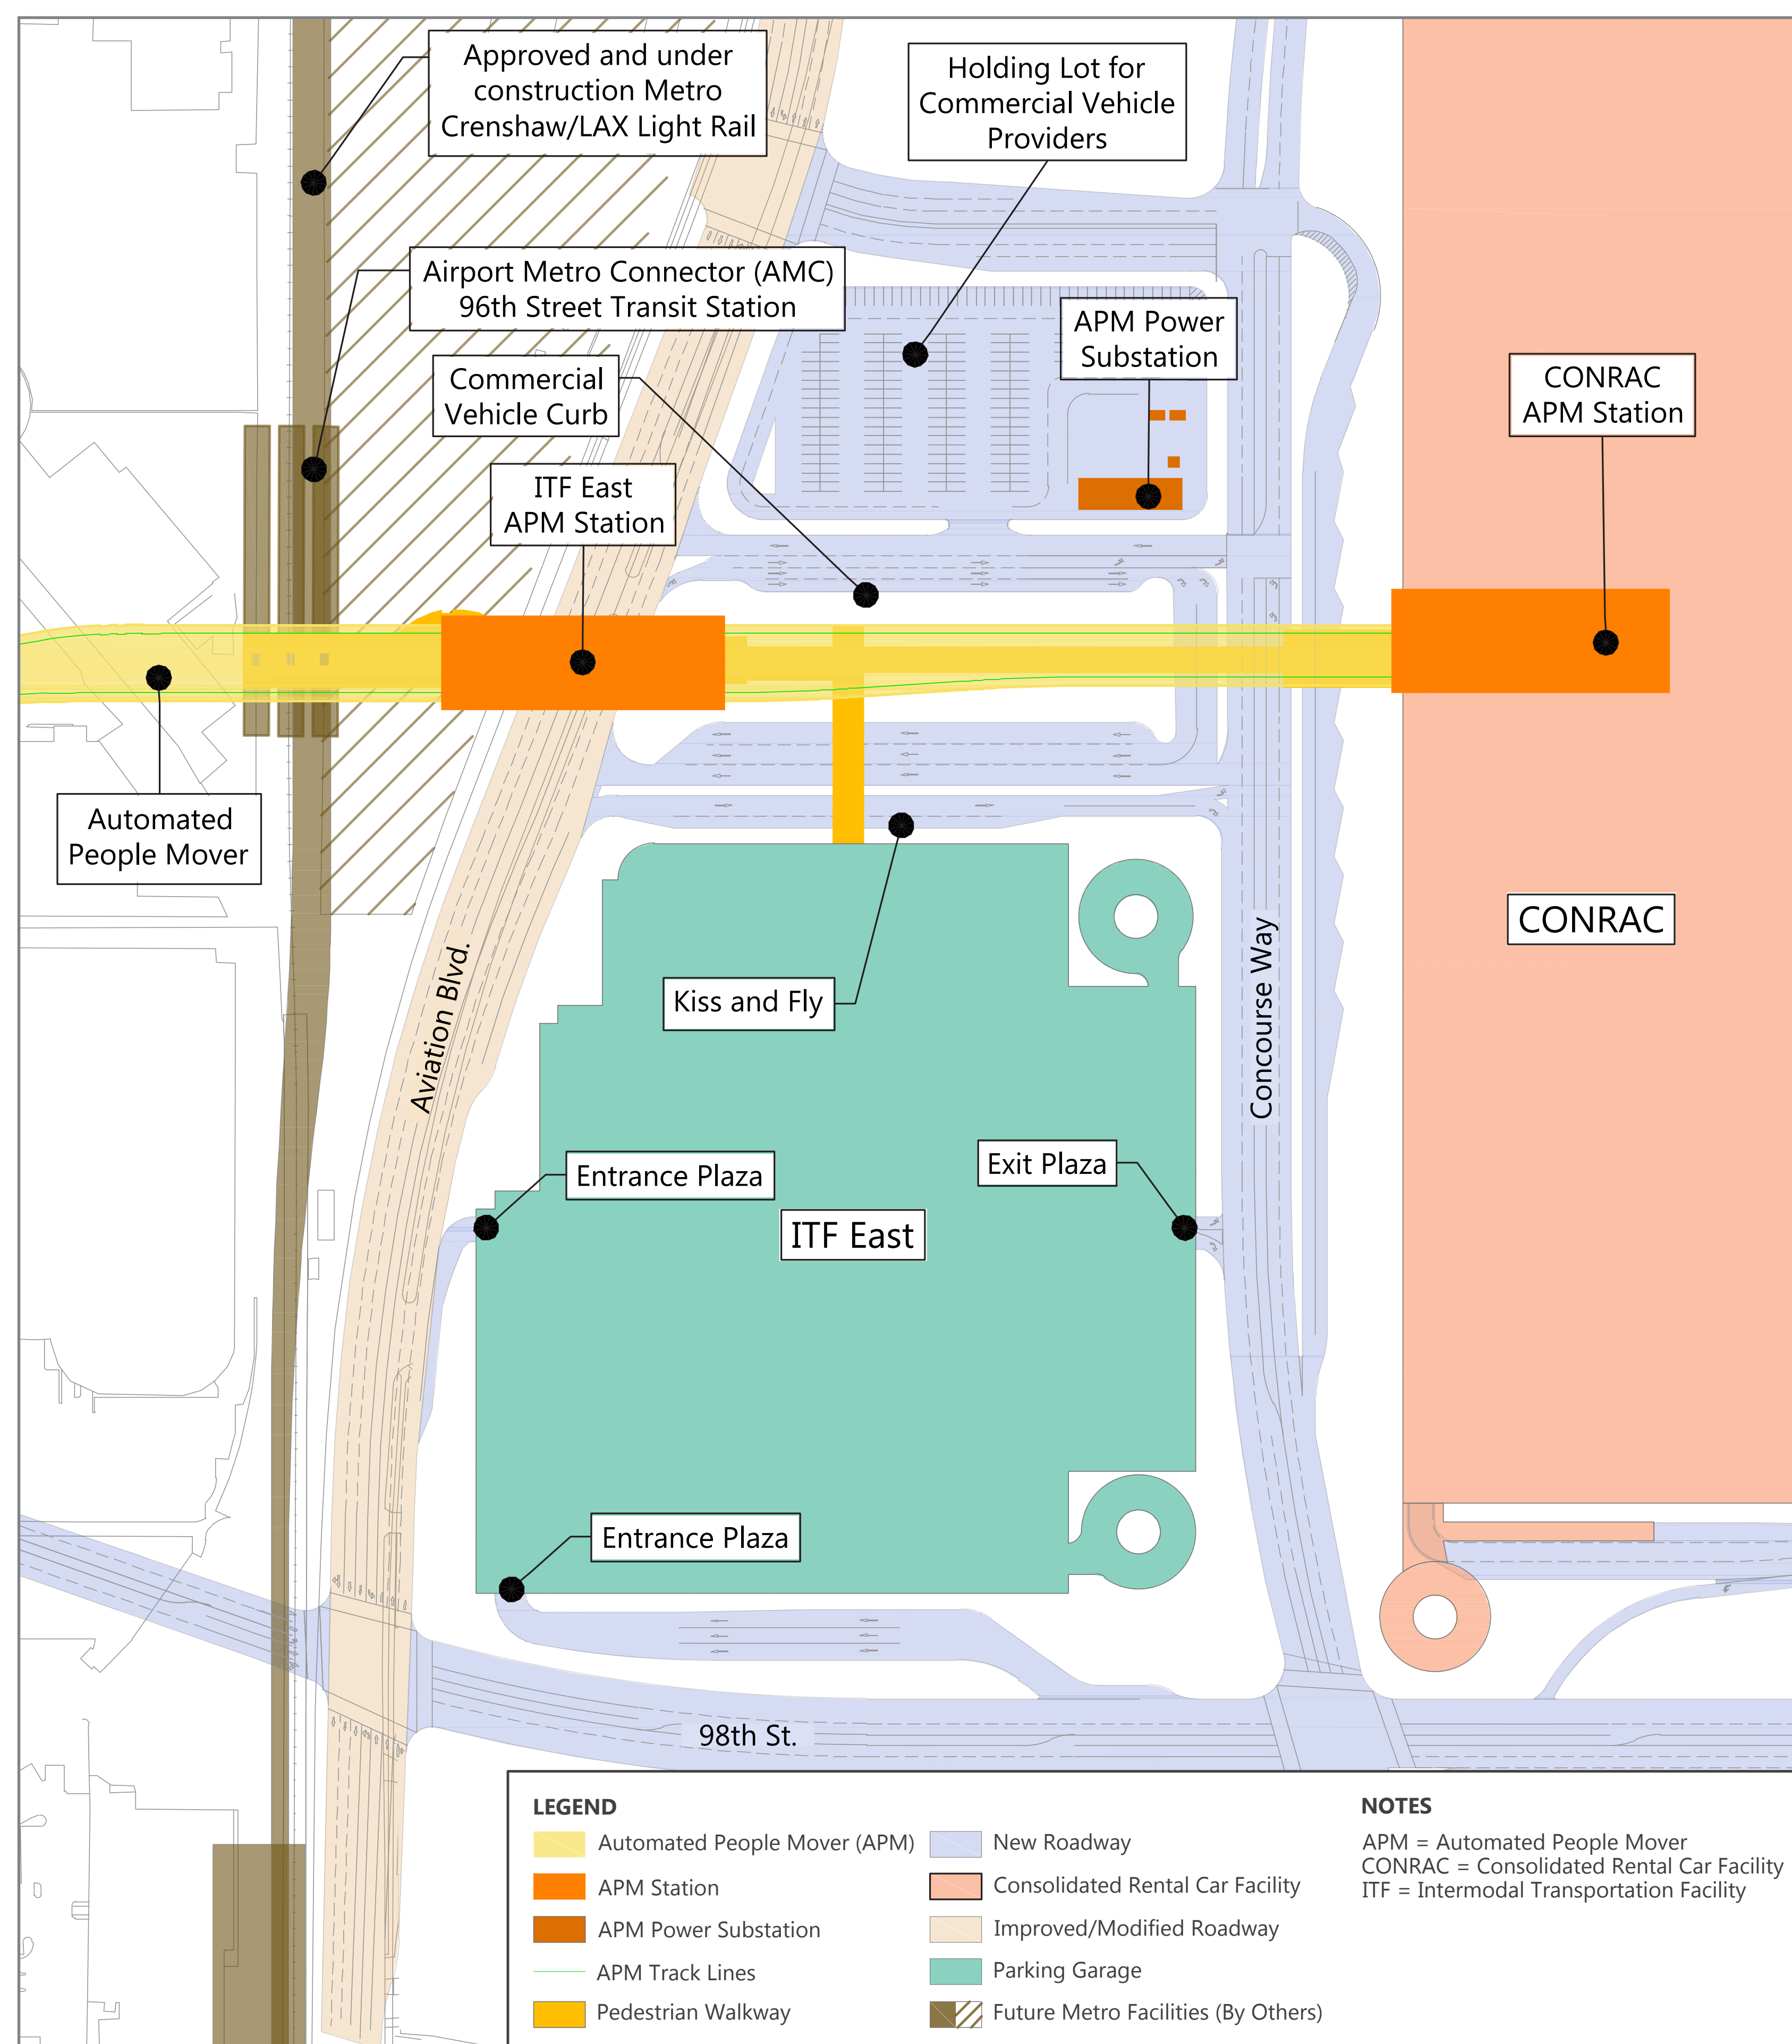 Approved and under
construction Metro
Crenshaw/LAX Light Rail
Holding Lot for
Commercial Vehicle
Providers
Airport Metro Connector (AMC)
96th Street Transit Station
APM Power
Substation
Commercial
Vehicle Curb
CONRAC
APM Station
ITF East
APM Station
Automated
People Mover
CONRAC
Kiss and Fly
Aviation Blvd.
Concourse Way
Entrance Plaza
Exit Plaza
ITF East
Entrance Plaza
98th St.
LEGEND
Automated People Mover (APM)
APM Station
APM Power Substation
APM Track Lines
Pedestrian Walkway
New Roadway
Consolidated Rental Car Facility
Improved/Modified Roadway
Parking Garage
Future Metro Facilities (By Others)
NOTES
APM = Automated People Mover
CONRAC = Consolidated Rental Car Facility
ITF = Intermodal Transportation Facility